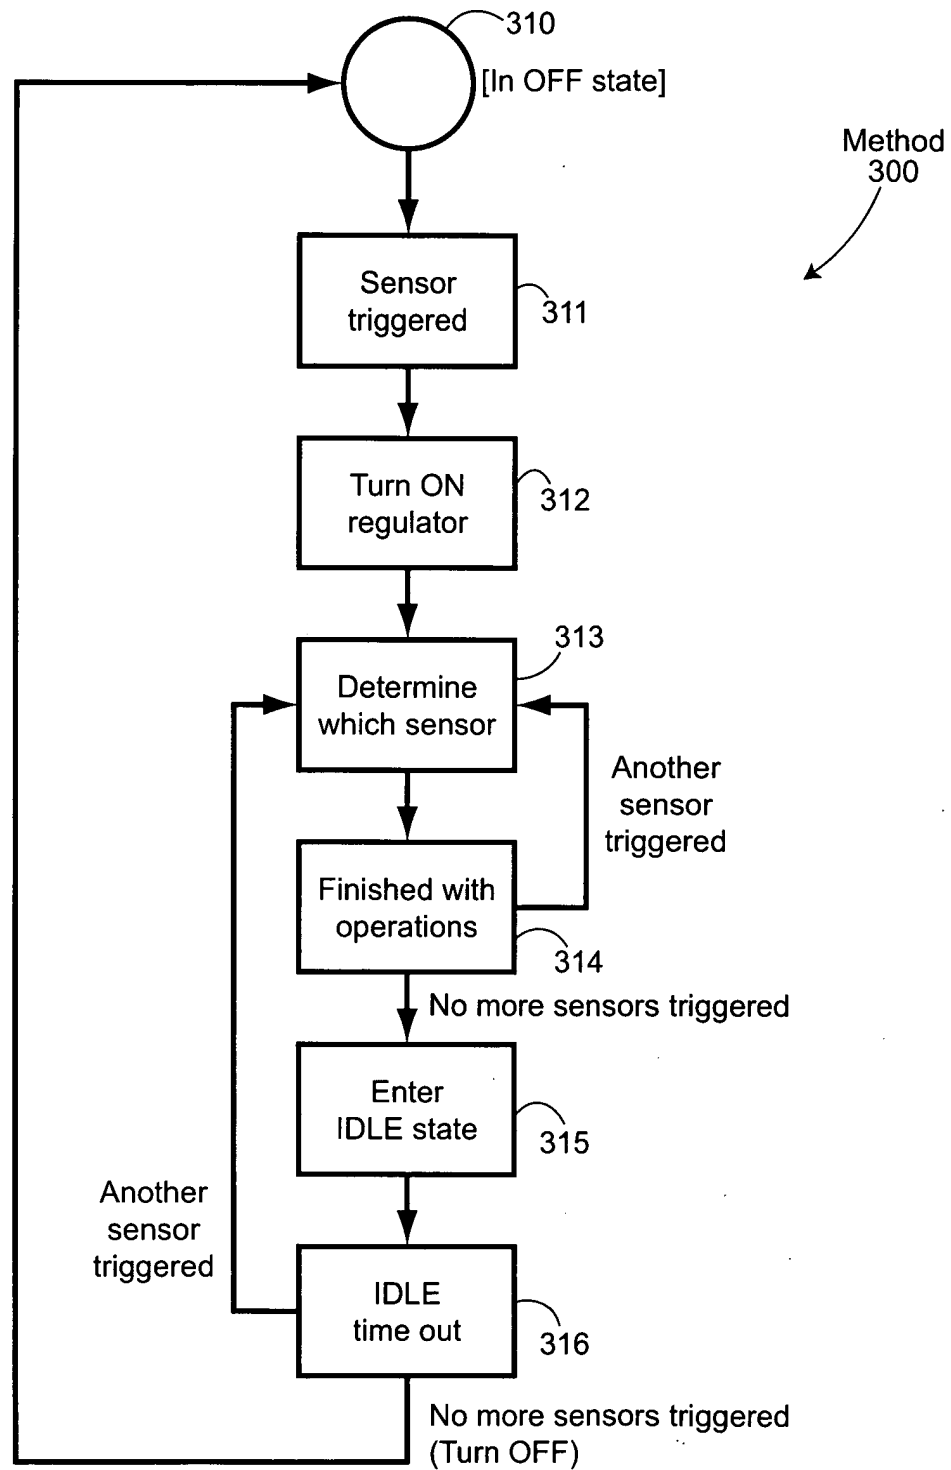 310
[In OFF state]
Method
300
Sensor
triggered
311
Turn ON
regulator
312
313
Determine
which sensor
Another
sensor
triggered
Finished with
operations
314
No more sensors triggered
Enter
IDLE state
315
Another
sensor
triggered
IDLE
time out
316
No more sensors triggered
(Turn OFF)